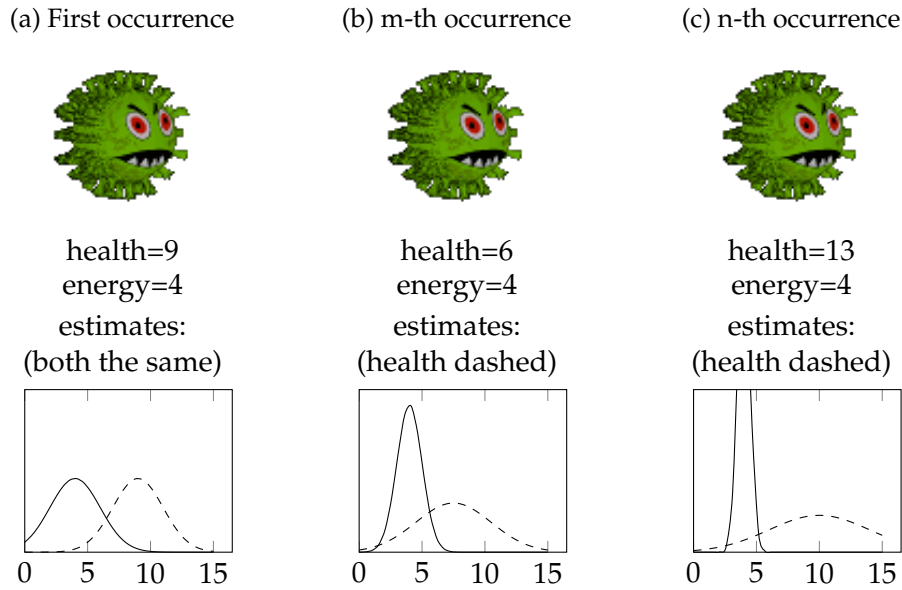 (a) First occurrence
health=9
energy=4
estimates:
(both the same)
0 5 10 15
(b) m-th occurrence
health=6
energy=4
estimates:
(health dashed)
0 5 10 15
(c) n-th occurrence
health=13
energy=4
estimates:
(health dashed)
0 5 10 15